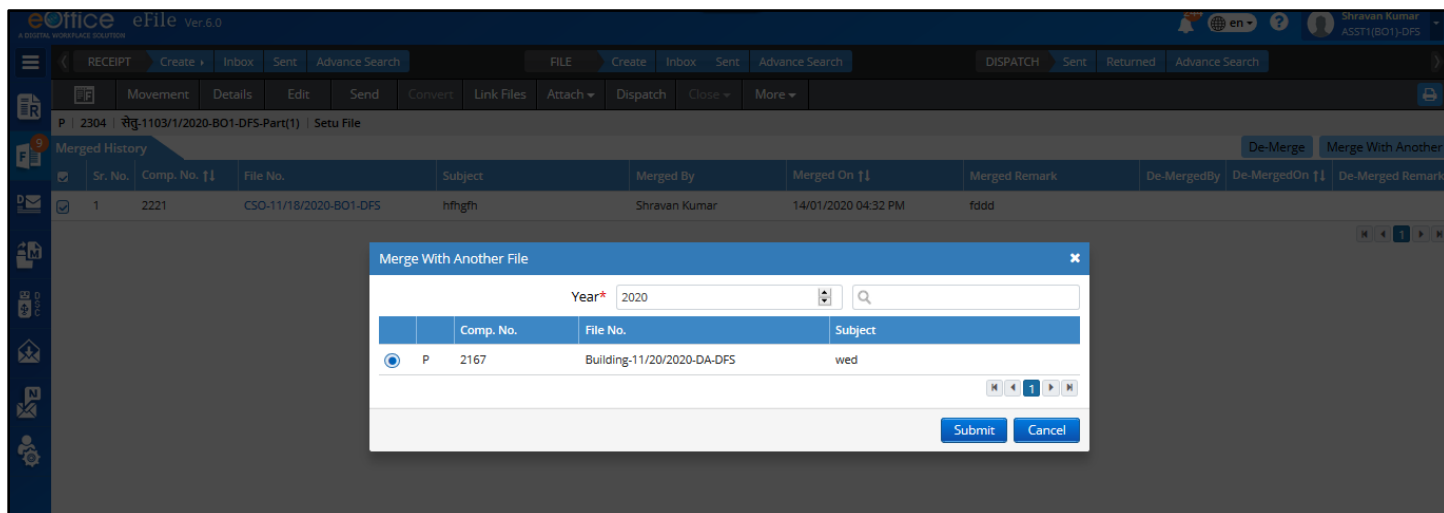 eOffice eFile Ver.6.0
A DIGITAL WORKPLACE SOLUTION
en
Shravan Kumar
ASST1(BO1)-DFS
RECEIPT Create Inbox Sent Advance Search FILE Create Inbox Sent Advance Search DISPATCH Sent Returned Advance Search
Movement Details Edit Send Convert Link Files Attach Dispatch Close More
P | 2304 | सेतु-1103/1/2020-BO1-DFS-Part(1) | Setu File
9
Merged History De-Merge Merge With Another
Sr. No. Comp. No. File No. Subject Merged By Merged On Merged Remark De-MergedBy De-MergedOn De-Merged Remark
1 2221 CSO-11/18/2020-BO1-DFS hfhgfh Shravan Kumar 14/01/2020 04:32 PM fddd
1
Merge With Another File
Year* 2020
Comp. No. File No. Subject
P 2167 Building-11/20/2020-DA-DFS wed
1
Submit Cancel
R
F
D
M
DSC
N